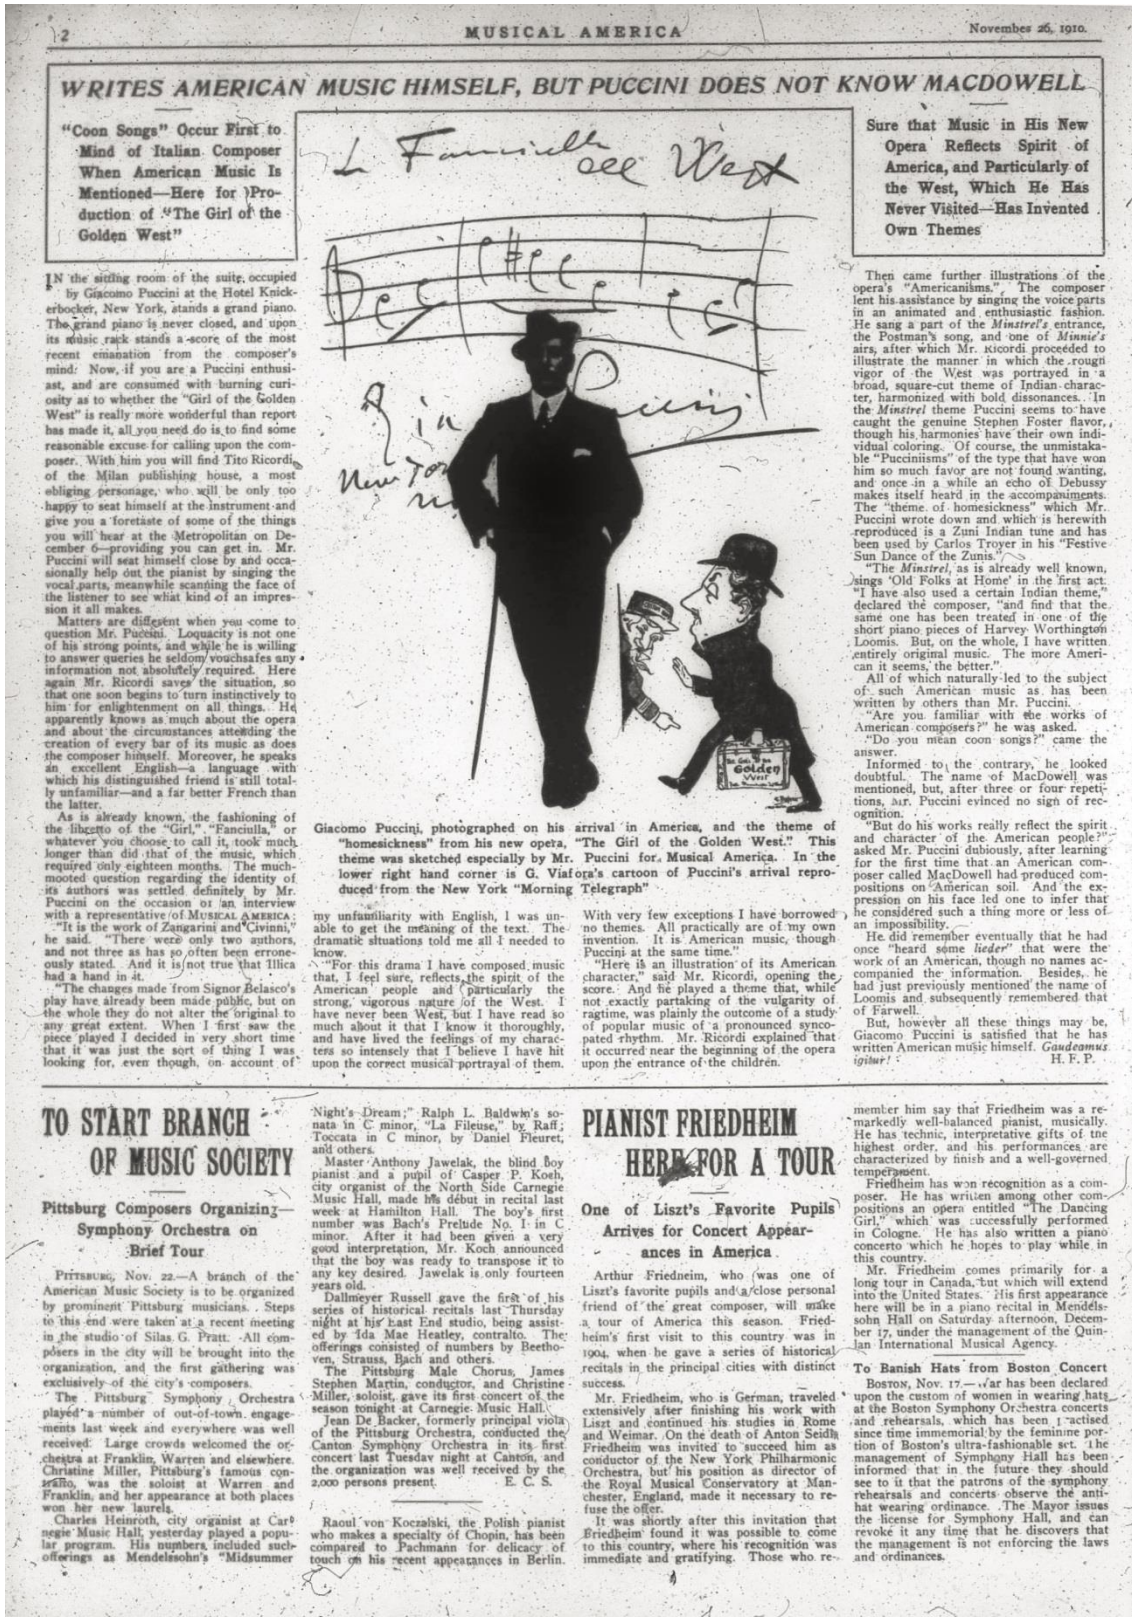 2
MUSICAL AMERICA
November 26, 1910.
WRITES AMERICAN MUSIC HIMSELF, BUT PUCCINI DOES NOT KNOW MACDOWELL
"Coon Songs" Occur First to
Mind of Italian Composer
When American Music Is
Mentioned—Here for Pro-
duction of "The Girl of the
Golden West"
IN the sitting room of the suite, occupied
by Giacomo Puccini at the Hotel Knick-
erbocker, New York, stands a grand piano.
The grand piano is never closed, and upon
its music rack stands a score of the most
recent emanation from the composer's
mind. Now, if you are a Puccini enthusi-
ast, and are consumed with burning curi-
osity as to whether the "Girl of the Golden
West" is really more wonderful than report
has made it, all you need do is to find some
reasonable excuse for calling upon the com-
poser. With him you will find Tito Ricordi,
of the Milan publishing house, a most
obliging personage, who will be only too
happy to seat himself at the instrument and
give you a foretaste of some of the things
you will hear at the Metropolitan on De-
cember 6—providing you can get in. Mr.
Puccini will seat himself close by and occa-
sionally help out the pianist by singing the
vocal parts, meanwhile scanning the face of
the listener to see what kind of an impres-
sion it all makes.
Matters are different when you come to
question Mr. Puccini. Loquacity is not one
of his strong points, and while he is willing
to answer queries he seldom vouchsafes any
information not absolutely required. Here
again Mr. Ricordi saves the situation, so
that one soon begins to turn instinctively to
him for enlightenment on all things. He
apparently knows as much about the opera
and about the circumstances attending the
creation of every bar of its music as does
the composer himself. Moreover, he speaks
an excellent English—a language with
which his distinguished friend is still total-
ly unfamiliar—and a far better French than
the latter.
As is already known, the fashioning of
the libretto of the "Girl," "Fanciulla," or
whatever you choose to call it, took much
longer than did that of the music, which
required only eighteen months. The much-
mooted question regarding the identity of
its authors was settled definitely by Mr.
Puccini on the occasion of an interview
with a representative of MUSICAL AMERICA:
"It is the work of Zangarini and Civinni,"
he said. "There were only two authors,
and not three as has so often been errone-
ously stated. And it is not true that Illica
had a hand in it.
"The changes made from Signor Belasco's
play have already been made public, but on
the whole they do not alter the original to
any great extent. When I first saw the
piece played I decided in very short time
that it was just the sort of thing I was
looking for, even though, on account of
La Fanciulla
del West
Giacomo Puccini
New York
Golden
West
Giacomo Puccini, photographed on his arrival in America, and the theme of
"homesickness" from his new opera, "The Girl of the Golden West." This
theme was sketched especially by Mr. Puccini for Musical America. In the
lower right hand corner is G. Viafora's cartoon of Puccini's arrival repro-
duced from the New York "Morning Telegraph"
my unfamiliarity with English, I was un-
able to get the meaning of the text. The
dramatic situations told me all I needed to
know.
"For this drama I have composed music
that, I feel sure, reflects the spirit of the
American people and particularly the
strong, vigorous nature of the West. I
have never been West, but I have read so
much about it that I know it thoroughly,
and have lived the feelings of my charac-
ters so intensely that I believe I have hit
upon the correct musical portrayal of them.
With very few exceptions I have borrowed
no themes. All practically are of my own
invention. It is American music, though
Puccini at the same time."
"Here is an illustration of its American
character," said Mr. Ricordi, opening the
score. And he played a theme that, while
not exactly partaking of the vulgarity of
ragtime, was plainly the outcome of a study
of popular music of a pronounced synco-
pated rhythm. Mr. Ricordi explained that
it occurred near the beginning of the opera
upon the entrance of the children.
Sure that Music in His New
Opera Reflects Spirit of
America, and Particularly of
the West, Which He Has
Never Visited—Has Invented
Own Themes
Then came further illustrations of the
opera's "Americanisms." The composer
lent his assistance by singing the voice parts
in an animated and enthusiastic fashion.
He sang a part of the Minstrel's entrance,
the Postman's song, and one of Minnie's
airs, after which Mr. Ricordi proceeded to
illustrate the manner in which the rough
vigor of the West was portrayed in a
broad, square-cut theme of Indian charac-
ter, harmonized with bold dissonances. In
the Minstrel theme Puccini seems to have
caught the genuine Stephen Foster flavor,
though his harmonies have their own indi-
vidual coloring. Of course, the unmistaka-
ble "Puccinisms" of the type that have won
him so much favor are not found wanting,
and once in a while an echo of Debussy
makes itself heard in the accompaniments.
The "theme of homesickness" which Mr.
Puccini wrote down and which is herewith
reproduced is a Zuni Indian tune and has
been used by Carlos Troyer in his "Festive
Sun Dance of the Zunis."
"The Minstrel, as is already well known,
sings 'Old Folks at Home' in the first act.
"I have also used a certain Indian theme,"
declared the composer, "and find that the
same one has been treated in one of the
short piano pieces of Harvey Worthington
Loomis. But, on the whole, I have written
entirely original music. The more Ameri-
can it seems, the better."
All of which naturally led to the subject
of such American music as has been
written by others than Mr. Puccini.
"Are you familiar with the works of
American composers?" he was asked.
"Do you mean coon songs?" came the
answer.
Informed to the contrary, he looked
doubtful. The name of MacDowell was
mentioned, but, after three or four repeti-
tions, Mr. Puccini evinced no sign of rec-
ognition.
"But do his works really reflect the spirit
and character of the American people?"
asked Mr. Puccini dubiously, after learning
for the first time that an American com-
poser called MacDowell had produced com-
positions on American soil. And the ex-
pression on his face led one to infer that
he considered such a thing more or less of
an impossibility.
He did remember eventually that he had
once "heard some lieder" that were the
work of an American, though no names ac-
companied the information. Besides, he
had just previously mentioned the name of
Loomis and subsequently remembered that
of Farwell.
But, however all these things may be,
Giacomo Puccini is satisfied that he has
written American music himself. Gaudeamus
igitur!
H. F. P.
TO START BRANCH
OF MUSIC SOCIETY
Pittsburg Composers Organizing—
Symphony Orchestra on
Brief Tour
PITTSBURG, Nov. 22.—A branch of the
American Music Society is to be organized
by prominent Pittsburg musicians. Steps
to this end were taken at a recent meeting
in the studio of Silas G. Pratt. All com-
posers in the city will be brought into the
organization, and the first gathering was
exclusively of the city's composers.
The Pittsburg Symphony Orchestra
played a number of out-of-town engage-
ments last week and everywhere was well
received. Large crowds welcomed the or-
chestra at Franklin, Warren and elsewhere.
Christine Miller, Pittsburg's famous con-
tralto, was the soloist at Warren and
Franklin, and her appearance at both places
won her new laurels.
Charles Heinroth, city organist at Car-
negie Music Hall, yesterday played a popu-
lar program. His numbers included such
offerings as Mendelssohn's "Midsummer
Night's Dream;" Ralph L. Baldwin's so-
nata in C minor, "La Fileuse," by Raff;
Toccata in C minor, by Daniel Fleuret,
and others.
Master Anthony Jawelak, the blind boy
pianist and a pupil of Casper P. Koch,
city organist of the North Side Carnegie
Music Hall, made his début in recital last
week at Hamilton Hall. The boy's first
number was Bach's Prelude No. 1 in C
minor. After it had been given a very
good interpretation, Mr. Koch announced
that the boy was ready to transpose it to
any key desired. Jawelak is only fourteen
years old.
Dallmeyer Russell gave the first of his
series of historical recitals last Thursday
night at his East End studio, being assist-
ed by Ida Mae Heatley, contralto. The
offerings consisted of numbers by Beetho-
ven, Strauss, Bach and others.
The Pittsburg Male Chorus, James
Stephen Martin, conductor, and Christine
Miller, soloist, gave its first concert of the
season tonight at Carnegie Music Hall.
Jean De Backer, formerly principal viola
of the Pittsburg Orchestra, conducted the
Canton Symphony Orchestra in its first
concert last Tuesday night at Canton, and
the organization was well received by the
2,000 persons present.
E. C. S.
Raoul von Koczalski, the Polish pianist
who makes a specialty of Chopin, has been
compared to Pachmann for delicacy of
touch on his recent appearances in Berlin.
PIANIST FRIEDHEIM
HERE FOR A TOUR
One of Liszt's Favorite Pupils
Arrives for Concert Appear-
ances in America
Arthur Friedheim, who was one of
Liszt's favorite pupils and a close personal
friend of the great composer, will make
a tour of America this season. Fried-
heim's first visit to this country was in
1904, when he gave a series of historical
recitals in the principal cities with distinct
success.
Mr. Friedheim, who is German, traveled
extensively after finishing his work with
Liszt and continued his studies in Rome
and Weimar. On the death of Anton Seidl
Friedheim was invited to succeed him as
conductor of the New York Philharmonic
Orchestra, but his position as director of
the Royal Musical Conservatory at Man-
chester, England, made it necessary to re-
fuse the offer.
It was shortly after this invitation that
Friedheim found it was possible to come
to this country, where his recognition was
immediate and gratifying. Those who re-
member him say that Friedheim was a re-
markedly well-balanced pianist, musically.
He has technic, interpretative gifts of the
highest order, and his performances are
characterized by finish and a well-governed
temperament.
Friedheim has won recognition as a com-
poser. He has written among other com-
positions an opera entitled "The Dancing
Girl," which was successfully performed
in Cologne. He has also written a piano
concerto which he hopes to play while in
this country.
Mr. Friedheim comes primarily for a
long tour in Canada, but which will extend
into the United States. His first appearance
here will be in a piano recital in Mendels-
sohn Hall on Saturday afternoon, Decem-
ber 17, under the management of the Quin-
lan International Musical Agency.
To Banish Hats from Boston Concert
BOSTON, Nov. 17.—War has been declared
upon the custom of women in wearing hats
at the Boston Symphony Orchestra concerts
and rehearsals, which has been practised
since time immemorial by the feminine por-
tion of Boston's ultra-fashionable set. The
management of Symphony Hall has been
informed that in the future they should
see to it that the patrons of the symphony
rehearsals and concerts observe the anti-
hat wearing ordinance. The Mayor issues
the license for Symphony Hall, and can
revoke it any time that he discovers that
the management is not enforcing the laws
and ordinances.